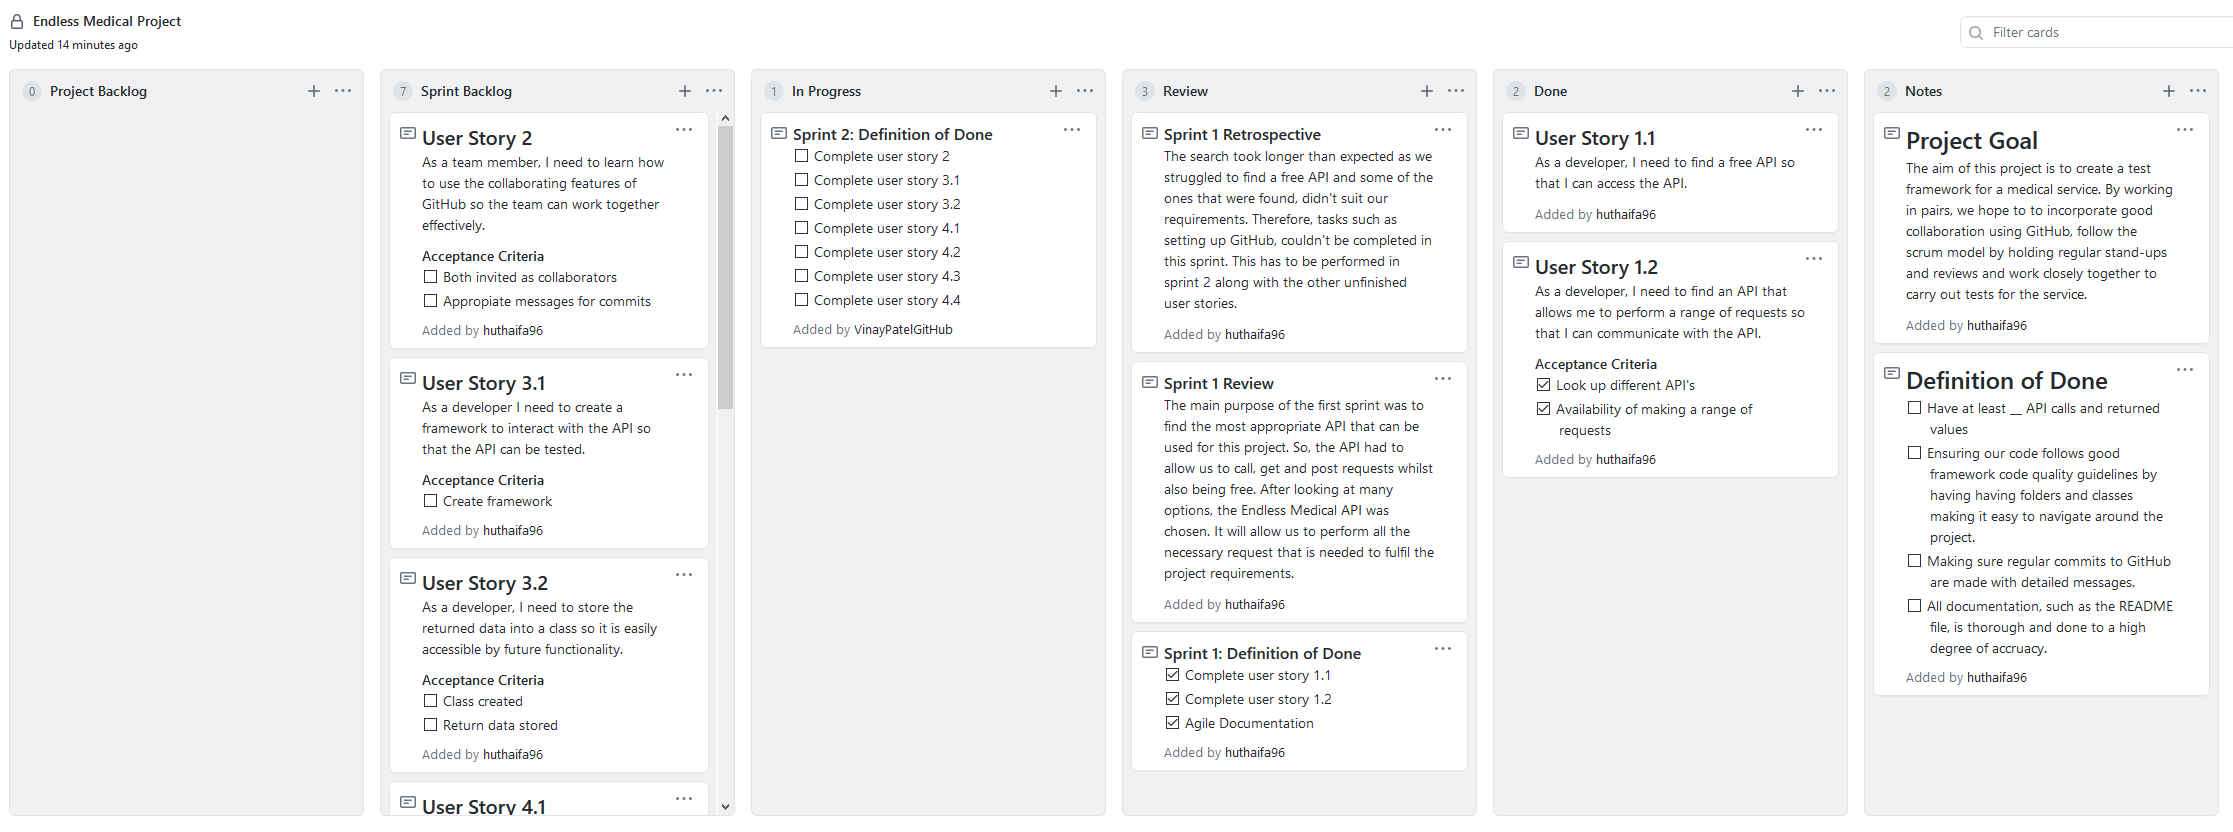 Endless Medical Project
Updated 14 minutes ago
Filter cards
0 Project Backlog
7 Sprint Backlog
User Story 2
As a team member, I need to learn how
to use the collaborating features of
GitHub so the team can work together
effectively.
Acceptance Criteria
Both invited as collaborators
Appropiate messages for commits
Added by huthaifa96
User Story 3.1
As a developer I need to create a
framework to interact with the API so
that the API can be tested.
Acceptance Criteria
Create framework
Added by huthaifa96
User Story 3.2
As a developer, I need to store the
returned data into a class so it is easily
accessible by future functionality.
Acceptance Criteria
Class created
Return data stored
Added by huthaifa96
User Story 4.1
1 In Progress
Sprint 2: Definition of Done
Complete user story 2
Complete user story 3.1
Complete user story 3.2
Complete user story 4.1
Complete user story 4.2
Complete user story 4.3
Complete user story 4.4
Added by VinayPatelGitHub
3 Review
Sprint 1 Retrospective
The search took longer than expected as we
struggled to find a free API and some of the
ones that were found, didn't suit our
requirements. Therefore, tasks such as
setting up GitHub, couldn't be completed in
this sprint. This has to be performed in
sprint 2 along with the other unfinished
user stories.
Added by huthaifa96
Sprint 1 Review
The main purpose of the first sprint was to
find the most appropriate API that can be
used for this project. So, the API had to
allow us to call, get and post requests whilst
also being free. After looking at many
options, the Endless Medical API was
chosen. It will allow us to perform all the
necessary request that is needed to fulfil the
project requirements.
Added by huthaifa96
Sprint 1: Definition of Done
Complete user story 1.1
Complete user story 1.2
Agile Documentation
Added by huthaifa96
2 Done
User Story 1.1
As a developer, I need to find a free API so
that I can access the API.
Added by huthaifa96
User Story 1.2
As a developer, I need to find an API that
allows me to perform a range of requests so
that I can communicate with the API.
Acceptance Criteria
Look up different API's
Availability of making a range of
requests
Added by huthaifa96
2 Notes
Project Goal
The aim of this project is to create a test
framework for a medical service. By working
in pairs, we hope to to incorporate good
collaboration using GitHub, follow the
scrum model by holding regular stand-ups
and reviews and work closely together to
carry out tests for the service.
Added by huthaifa96
Definition of Done
Have at least __ API calls and returned
values
Ensuring our code follows good
framework code quality guidelines by
having having folders and classes
making it easy to navigate around the
project.
Making sure regular commits to GitHub
are made with detailed messages.
All documentation, such as the README
file, is thorough and done to a high
degree of accruacy.
Added by huthaifa96